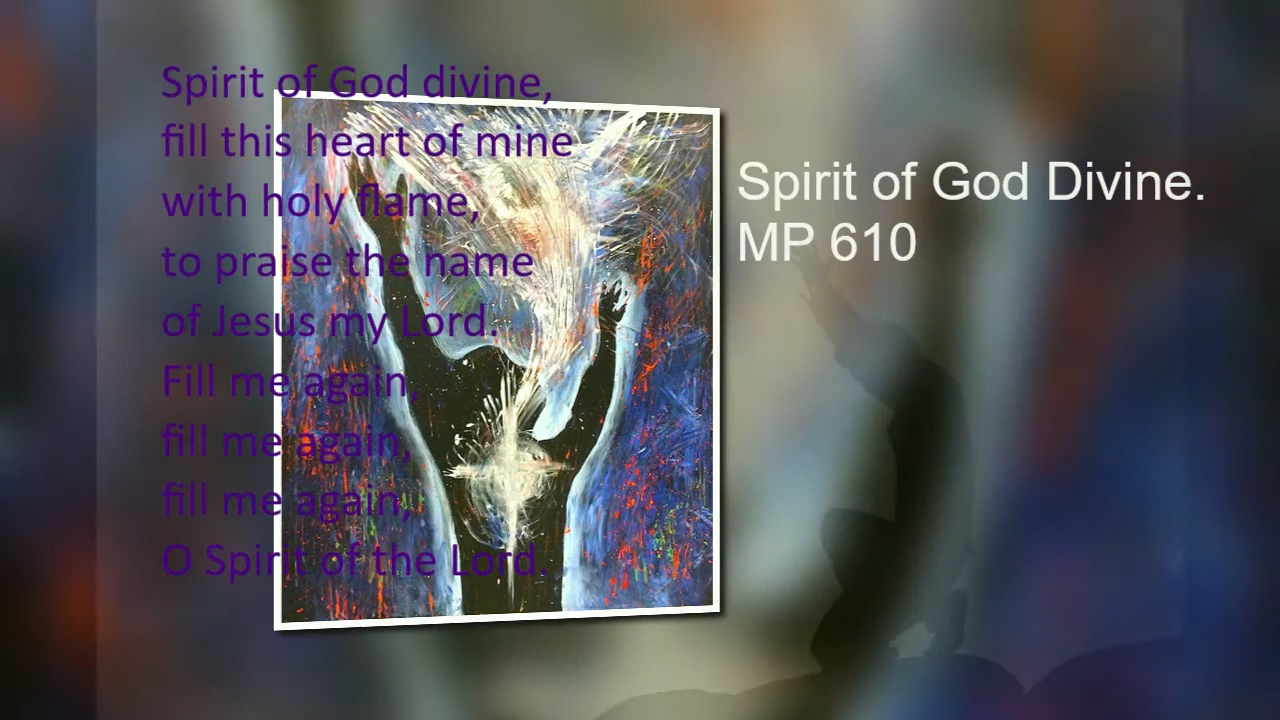 Spirit of God divine,
fill this heart of mine
with holy flame,
to praise the name
of Jesus my Lord.
Fill me again,
fill me again,
fill me again,
O Spirit of the Lord.
Spirit of God Divine.
MP 610